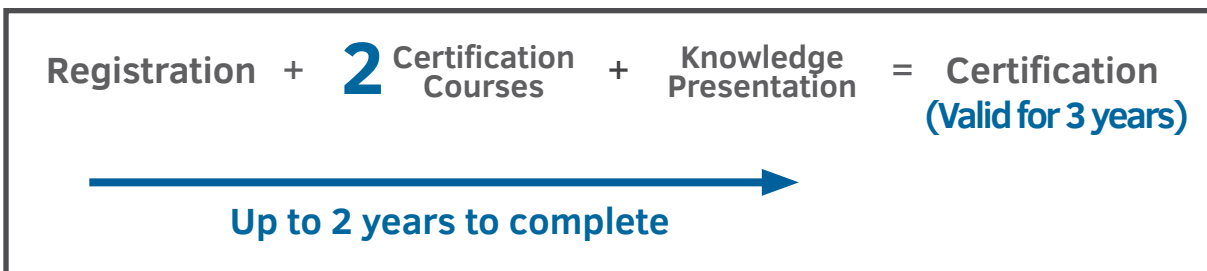 Registration + 2 Certification Courses + Knowledge Presentation = Certification
(Valid for 3 years)
Up to 2 years to complete